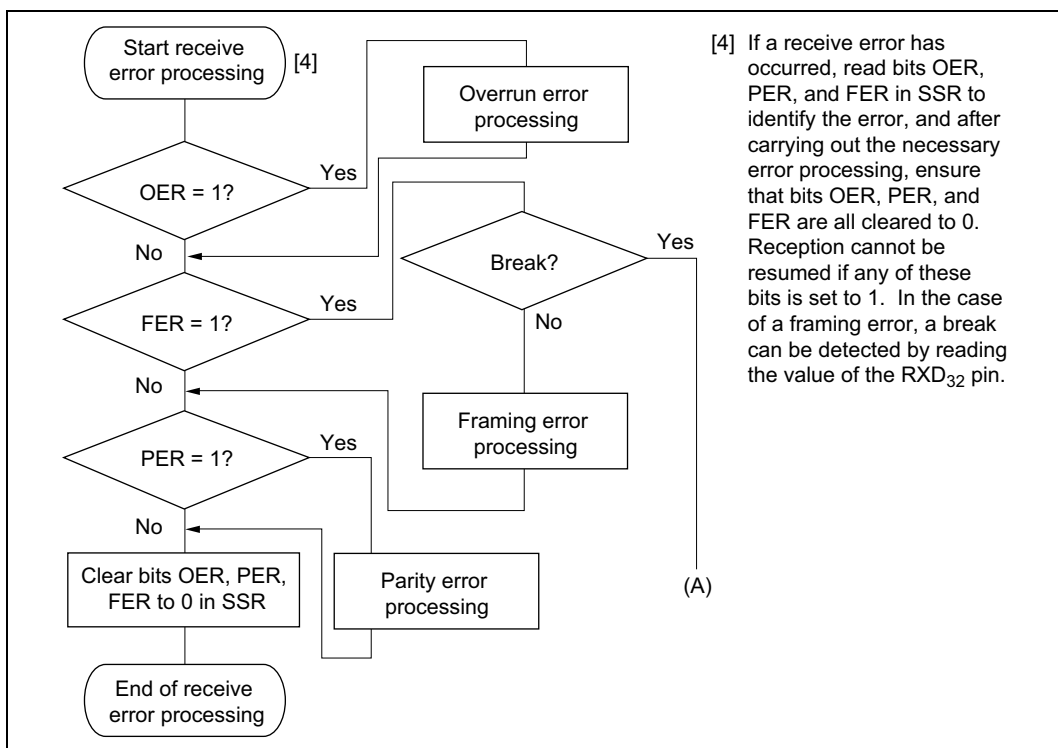 Start receive
error processing
[4]
Overrun error
processing
OER = 1?
Yes
No
Break?
Yes
No
FER = 1?
Yes
No
Framing error
processing
PER = 1?
Yes
No
Clear bits OER, PER,
FER to 0 in SSR
Parity error
processing
(A)
End of receive
error processing
[4] If a receive error has
occurred, read bits OER,
PER, and FER in SSR to
identify the error, and after
carrying out the necessary
error processing, ensure
that bits OER, PER, and
FER are all cleared to 0.
Reception cannot be
resumed if any of these
bits is set to 1. In the case
of a framing error, a break
can be detected by reading
the value of the RXD32 pin.